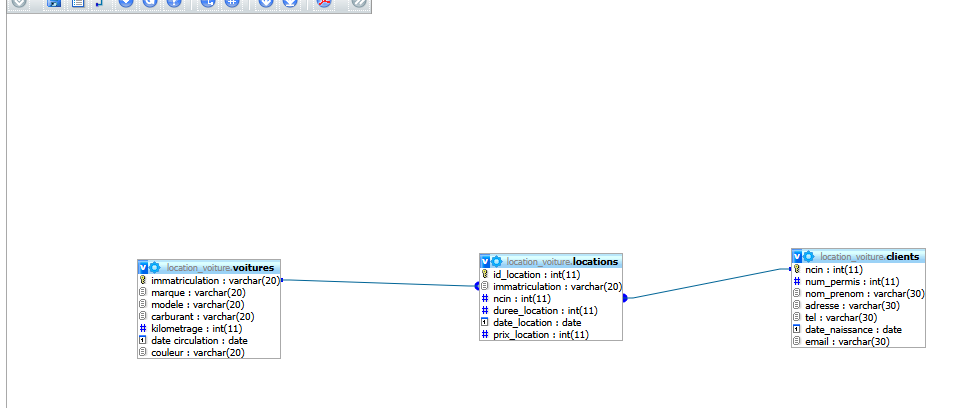 location_voiture.voitures
immatriculation : varchar(20)
marque : varchar(20)
modele : varchar(20)
carburant : varchar(20)
kilometrage : int(11)
date circulation : date
couleur : varchar(20)
location_voiture.locations
id_location : int(11)
immatriculation : varchar(20)
ncin : int(11)
duree_location : int(11)
date_location : date
prix_location : int(11)
location_voiture.clients
ncin : int(11)
num_permis : int(11)
nom_prenom : varchar(30)
adresse : varchar(30)
tel : varchar(30)
date_naissance : date
email : varchar(30)